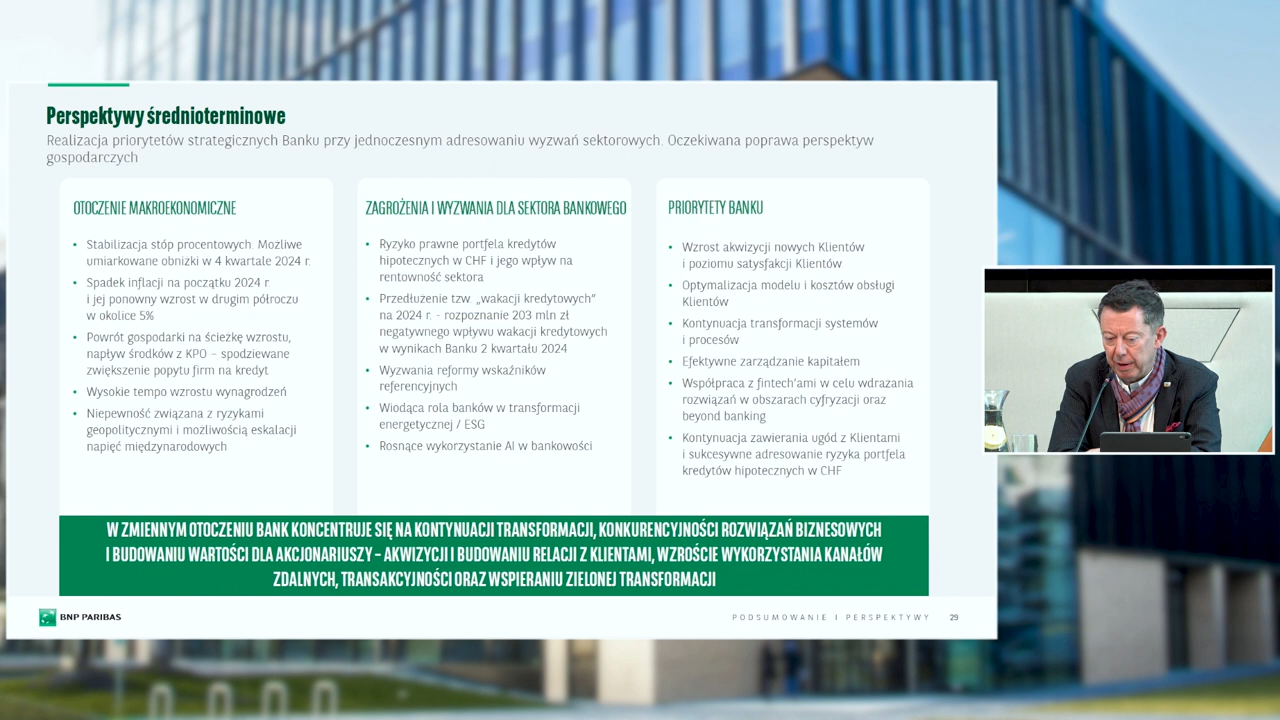 Perspektywy średnioterminowe
Realizacja priorytetów strategicznych Banku przy jednoczesnym adresowaniu wyzwań sektorowych. Oczekiwana poprawa perspektyw
gospodarczych
OTOCZENIE MAKROEKONOMICZNE
• Stabilizacja stóp procentowych. Możliwe
umiarkowane obniżki w 4 kwartale 2024 r.
• Spadek inflacji na początku 2024 r.
i jej ponowny wzrost w drugim półroczu
w okolice 5%
• Powrót gospodarki na ścieżkę wzrostu,
napływ środków z KPO – spodziewane
zwiększenie popytu firm na kredyt
• Wysokie tempo wzrostu wynagrodzeń
• Niepewność związana z ryzykami
geopolitycznymi i możliwością eskalacji
napięć międzynarodowych
ZAGROŻENIA I WYZWANIA DLA SEKTORA BANKOWEGO
• Ryzyko prawne portfela kredytów
hipotecznych w CHF i jego wpływ na
rentowność sektora
• Przedłużenie tzw. „wakacji kredytowych”
na 2024 r. - rozpoznanie 203 mln zł
negatywnego wpływu wakacji kredytowych
w wynikach Banku 2 kwartału 2024
• Wyzwania reformy wskaźników
referencyjnych
• Wiodąca rola banków w transformacji
energetycznej / ESG
• Rosnące wykorzystanie AI w bankowości
PRIORYTETY BANKU
• Wzrost akwizycji nowych Klientów
i poziomu satysfakcji Klientów
• Optymalizacja modelu i kosztów obsługi
Klientów
• Kontynuacja transformacji systemów
i procesów
• Efektywne zarządzanie kapitałem
• Współpraca z fintech'ami w celu wdrażania
rozwiązań w obszarach cyfryzacji oraz
beyond banking
• Kontynuacja zawierania ugód z Klientami
i sukcesywne adresowanie ryzyka portfela
kredytów hipotecznych w CHF
W ZMIENNYM OTOCZENIU BANK KONCENTRUJE SIĘ NA KONTYNUACJI TRANSFORMACJI, KONKURENCYJNOŚCI ROZWIĄZAŃ BIZNESOWYCH
I BUDOWANIU WARTOŚCI DLA AKCJONARIUSZY – AKWIZYCJI I BUDOWANIU RELACJI Z KLIENTAMI, WZROŚCIE WYKORZYSTANIA KANAŁÓW
ZDALNYCH, TRANSAKCYJNOŚCI ORAZ WSPIERANIU ZIELONEJ TRANSFORMACJI
BNP PARIBAS
PODSUMOWANIE I PERSPEKTYWY 29